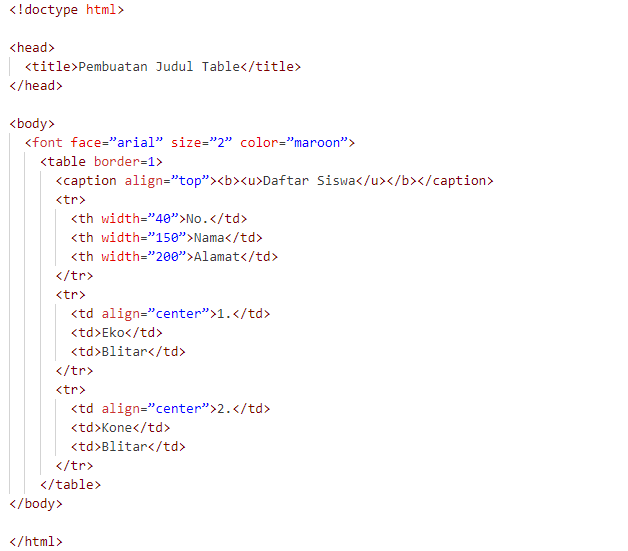 <!doctype html>
<head>
<title>Pembuatan Judul Table</title>
</head>
<body>
<font face=”arial” size=”2” color=”maroon”>
<table border=1>
<caption align=”top”><b><u>Daftar Siswa</u></b></caption>
<tr>
<th width=”40”>No.</td>
<th width=”150”>Nama</td>
<th width=”200”>Alamat</td>
</tr>
<tr>
<td align=”center”>1.</td>
<td>Eko</td>
<td>Blitar</td>
</tr>
<tr>
<td align=”center”>2.</td>
<td>Kone</td>
<td>Blitar</td>
</tr>
</table>
</body>
</html>